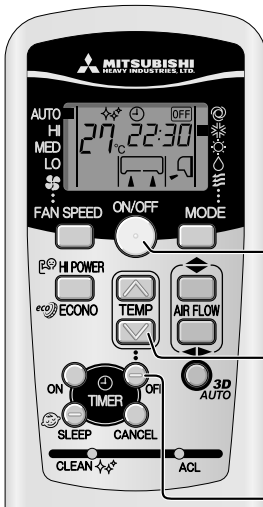 MITSUBISHI
HEAVY INDUSTRIES, LTD.
AUTO
HI
MED
LO
OFF
27°C 22:30
FAN SPEED
ON/OFF
MODE
HI POWER
eco ECONO
TEMP
AIR FLOW
3D
AUTO
ON
OFF
TIMER
SLEEP
CANCEL
CLEAN
ACL